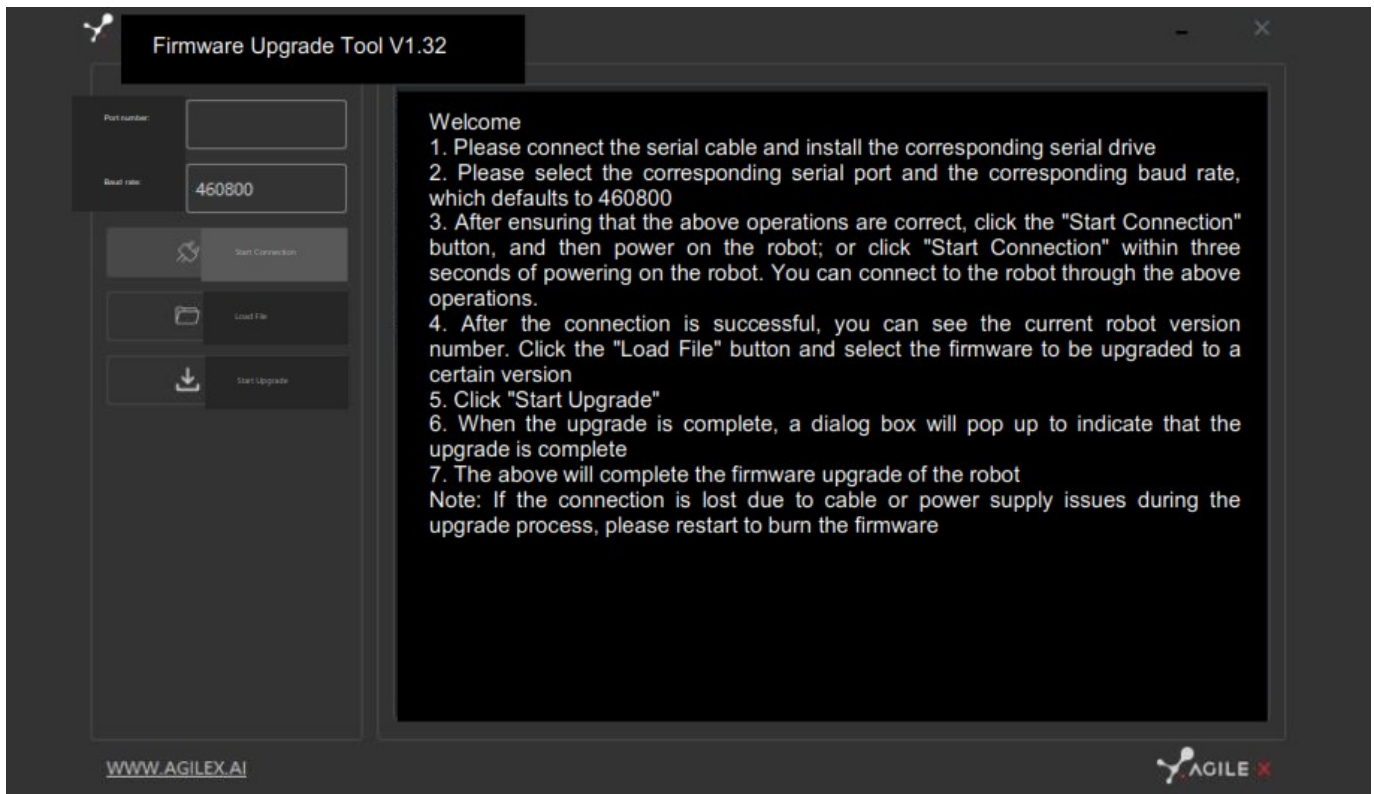 Firmware Upgrade Tool V1.32
Port number:
Baud rate:
460800
Start Connection
Load File
Start Upgrade
Welcome
1. Please connect the serial cable and install the corresponding serial drive
2. Please select the corresponding serial port and the corresponding baud rate,
which defaults to 460800
3. After ensuring that the above operations are correct, click the "Start Connection"
button, and then power on the robot; or click "Start Connection" within three
seconds of powering on the robot. You can connect to the robot through the above
operations.
4. After the connection is successful, you can see the current robot version
number. Click the "Load File" button and select the firmware to be upgraded to a
certain version
5. Click "Start Upgrade"
6. When the upgrade is complete, a dialog box will pop up to indicate that the
upgrade is complete
7. The above will complete the firmware upgrade of the robot
Note: If the connection is lost due to cable or power supply issues during the
upgrade process, please restart to burn the firmware
WWW.AGILEX.AI
AGILE X